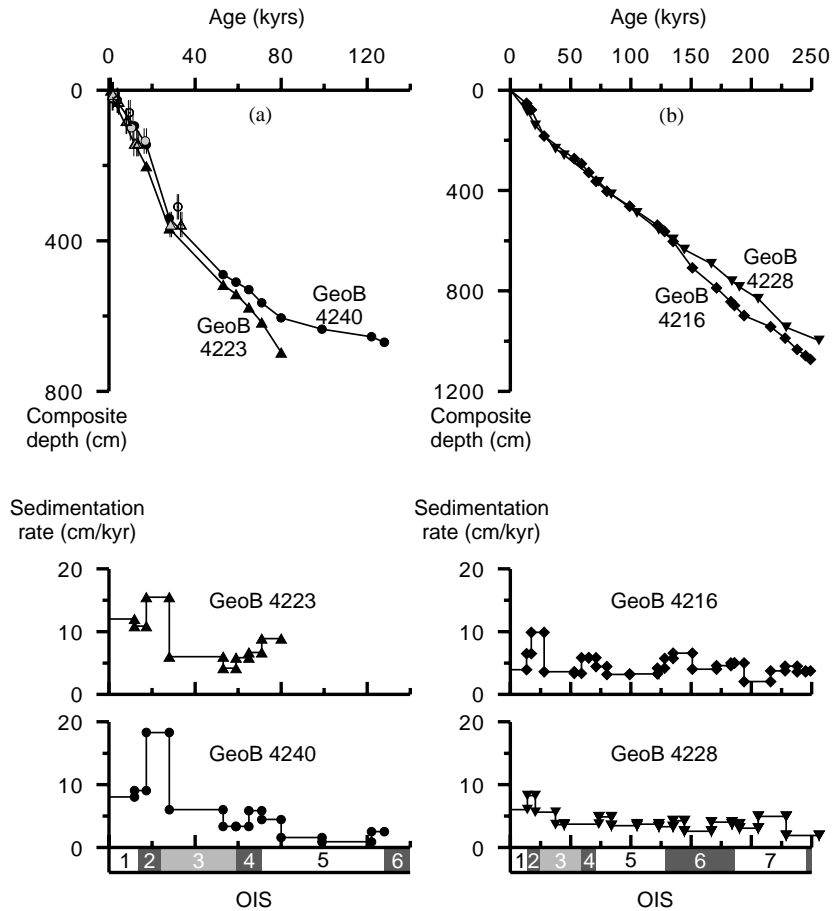 Age (kyrs)
Age (kyrs)
0 40 80 120
0 50 100 150 200 250
0
400
800
(a)
GeoB
4240
GeoB
4223
Composite
depth (cm)
0
400
800
1200
(b)
GeoB
4228
GeoB
4216
Composite
depth (cm)
Sedimentation
rate (cm/kyr)
Sedimentation
rate (cm/kyr)
20
10
0
GeoB 4223
20
10
0
GeoB 4216
20
10
0
GeoB 4240
1 2 3 4 5 6
OIS
20
10
0
GeoB 4228
1 2 3 4 5 6 7
OIS